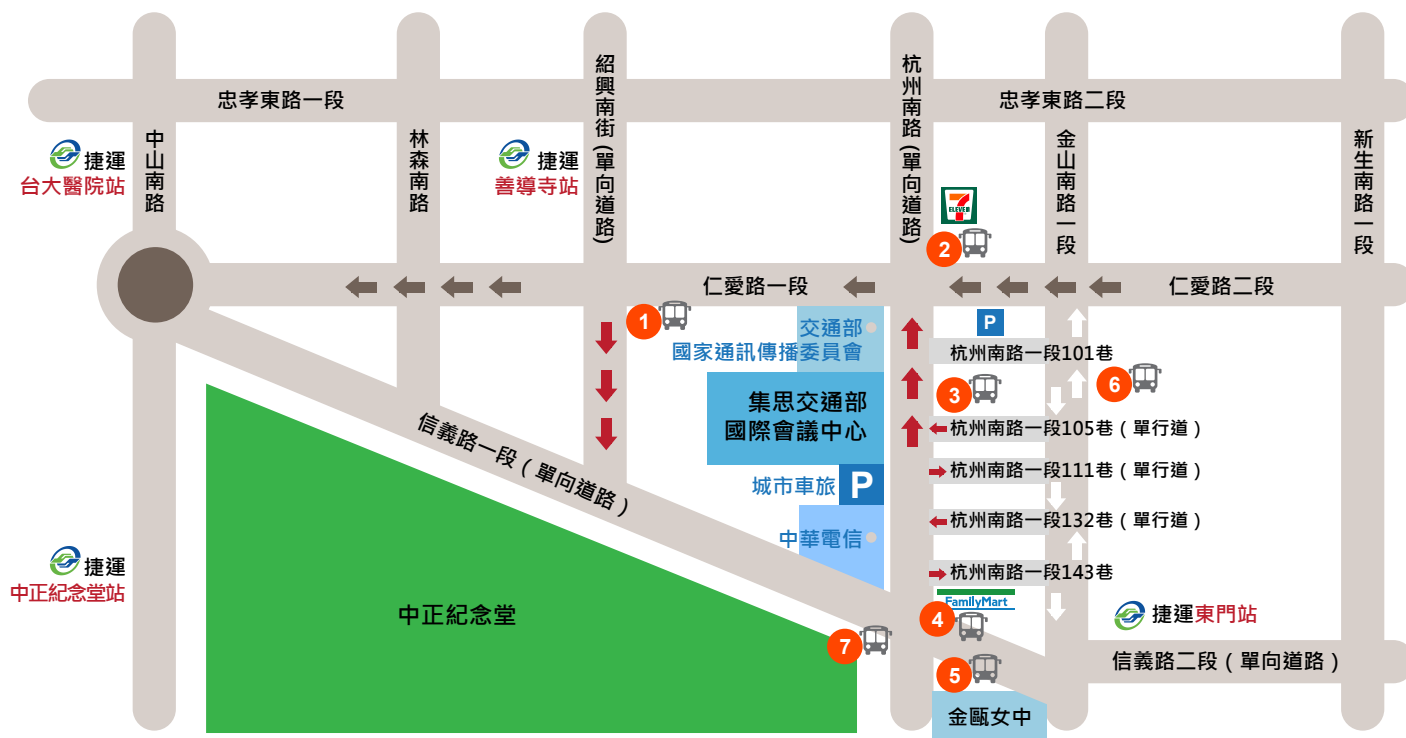 忠孝東路一段
忠孝東路二段
中山南路
林森南路
紹興南街(單向道路)
杭州南路(單向道路)
金山南路一段
新生南路一段
捷運
台大醫院站
捷運
善導寺站
7
ELEVEn
2
仁愛路一段
仁愛路二段
1
交通部
國家通訊傳播委員會
P
杭州南路一段101巷
3
6
集思交通部
國際會議中心
杭州南路一段105巷(單行道)
信義路一段(單向道路)
城市車旅
P
杭州南路一段111巷(單行道)
中華電信
杭州南路一段132巷(單行道)
捷運
中正紀念堂站
杭州南路一段143巷
FamilyMart
中正紀念堂
4
捷運東門站
7
5
信義路二段(單向道路)
金甌女中